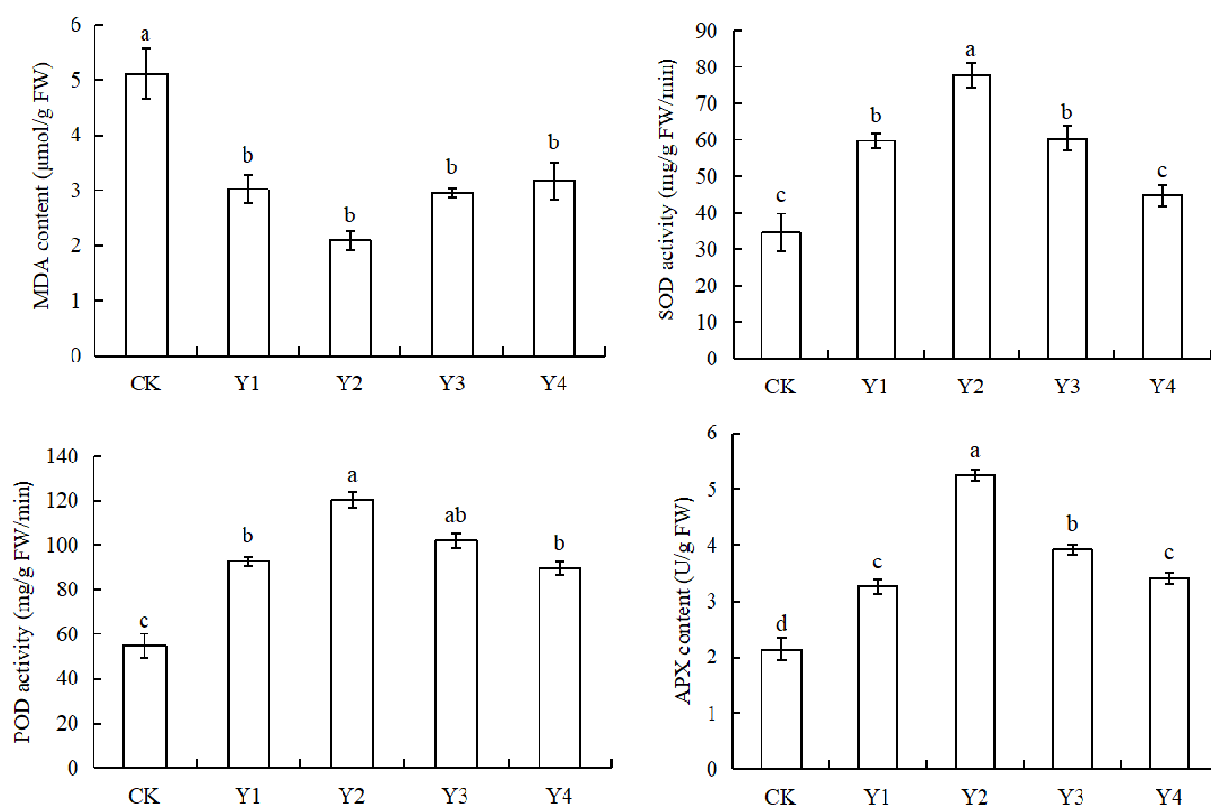 MDA content (μmol/g FW)
6
5
4
3
2
1
0
a
b
b
b
b
CK Y1 Y2 Y3 Y4
SOD activity (mg/g FW/min)
90
80
70
60
50
40
30
20
10
0
c
b
a
b
c
CK Y1 Y2 Y3 Y4
POD activity (mg/g FW/min)
140
120
100
80
60
40
20
0
c
b
a
ab
b
CK Y1 Y2 Y3 Y4
APX content (U/g FW)
6
5
4
3
2
1
0
d
c
a
b
c
CK Y1 Y2 Y3 Y4